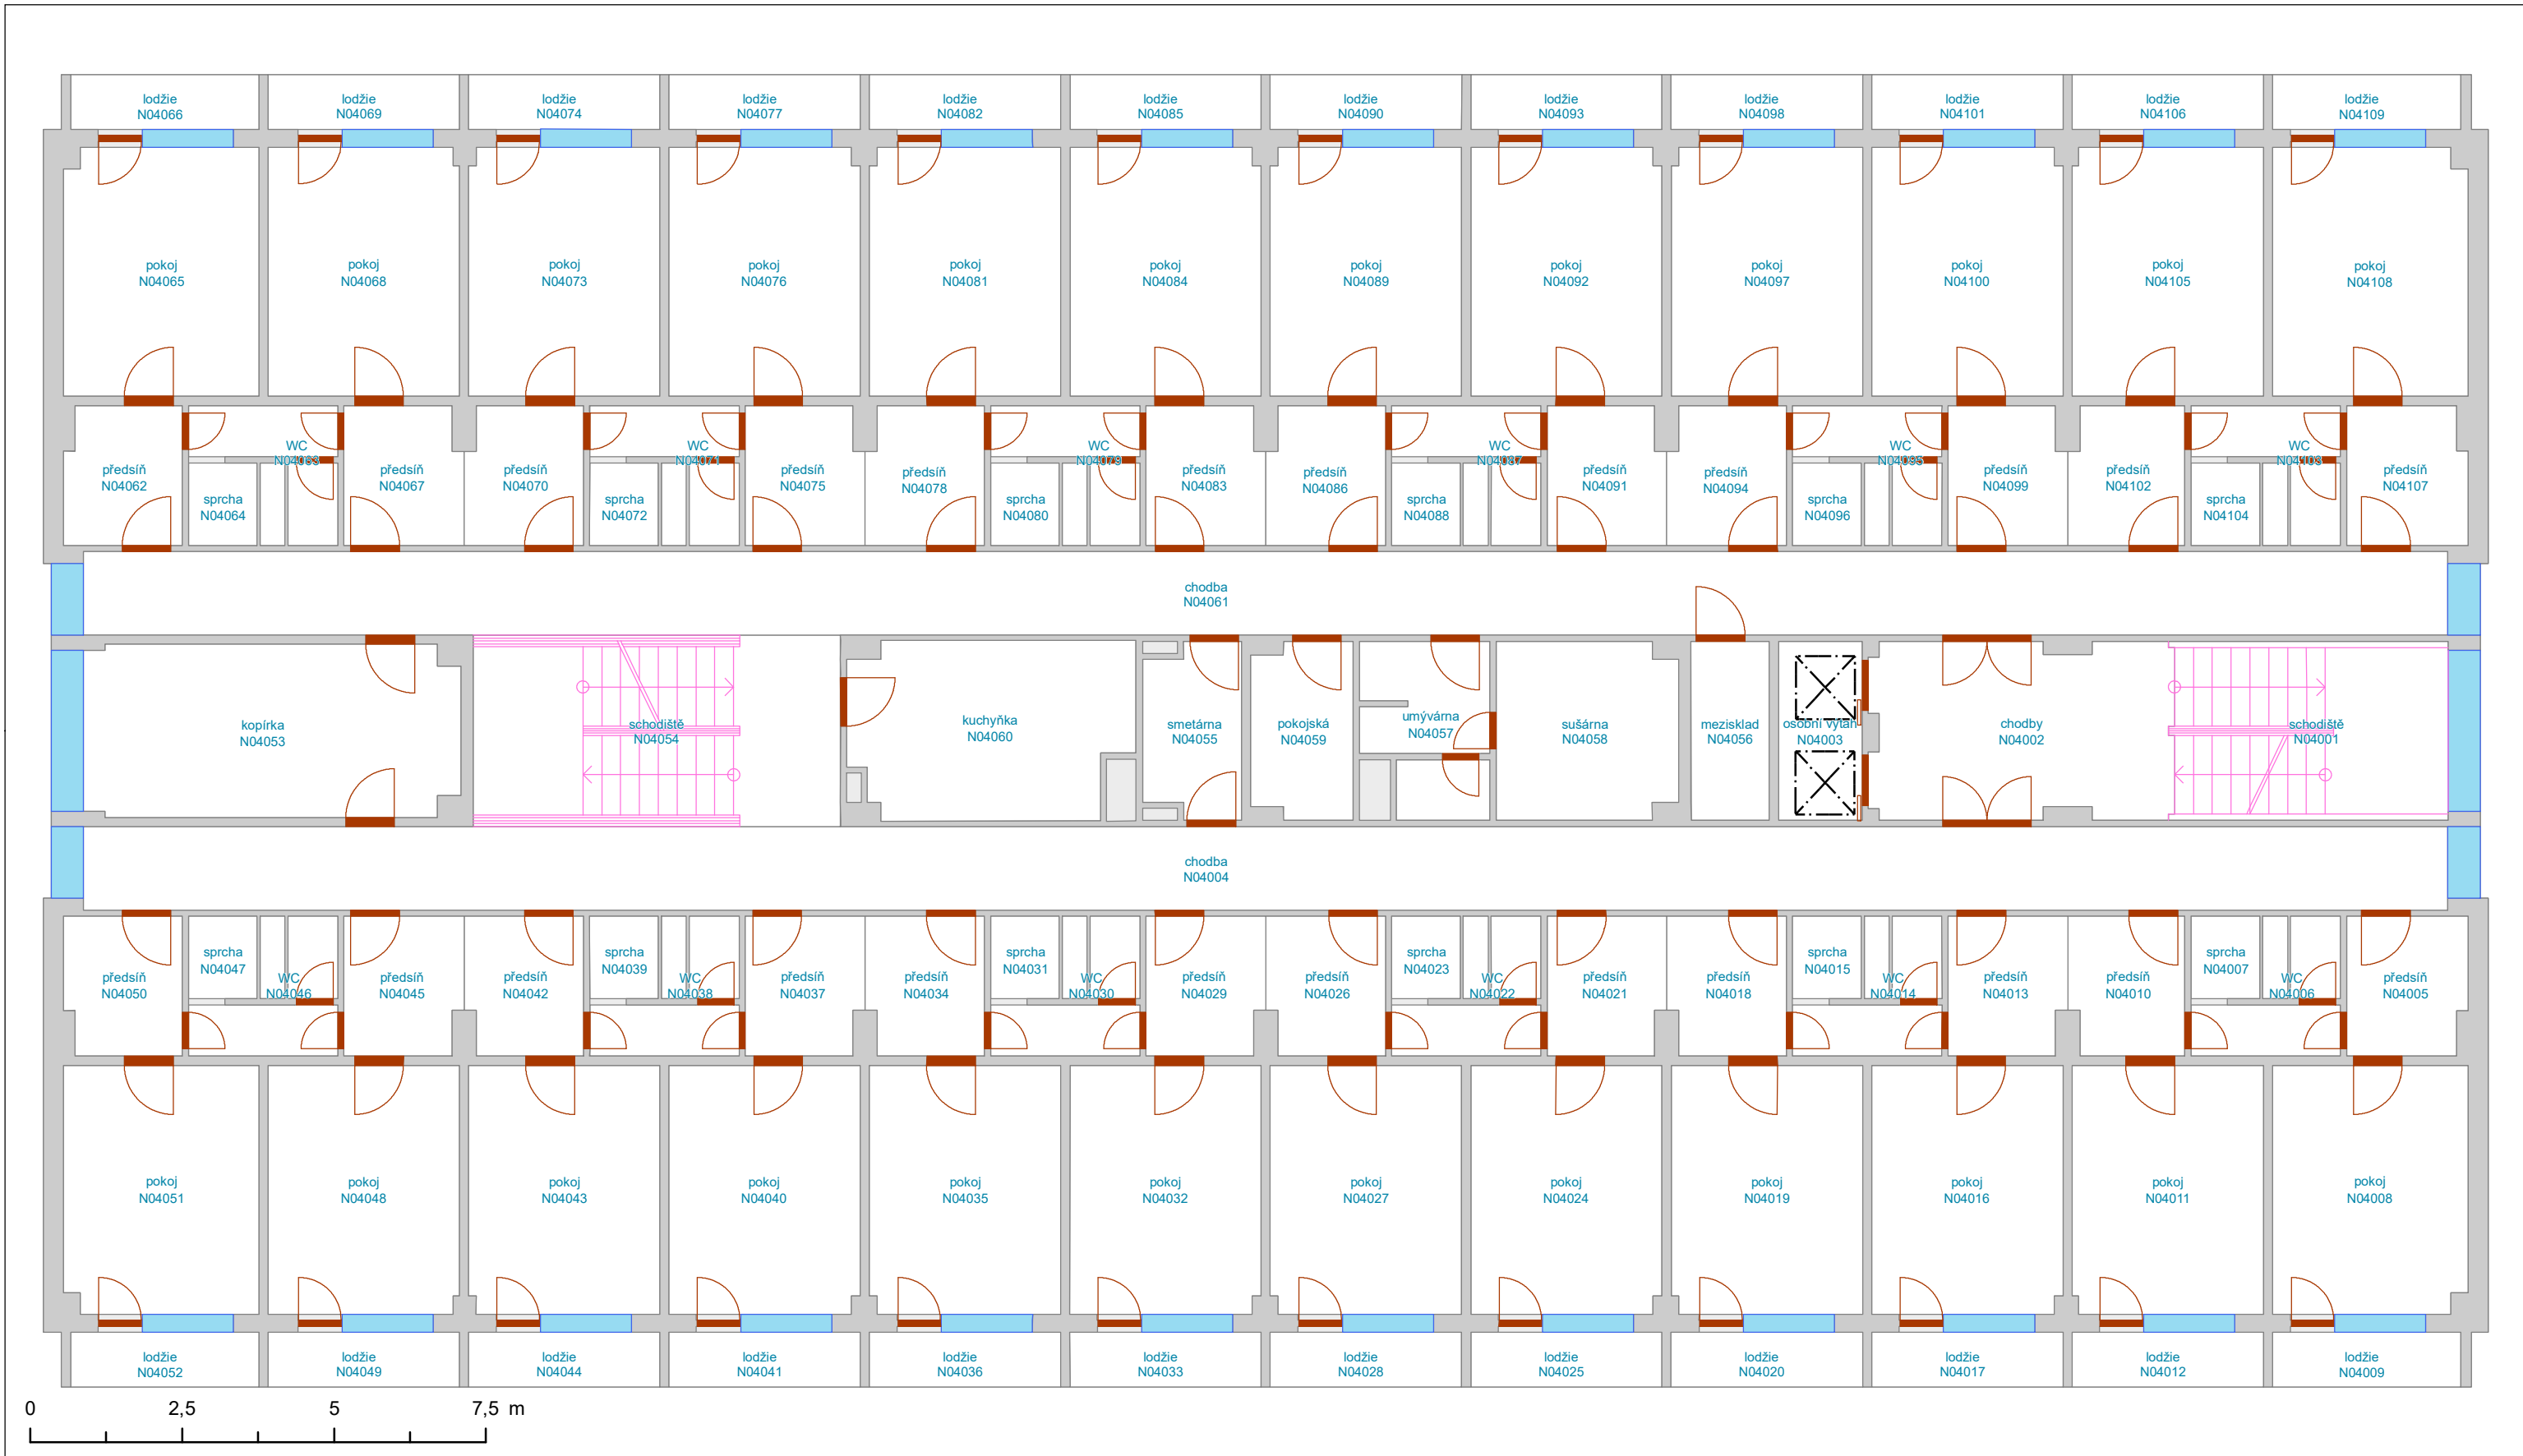 lodžie
N04066
lodžie
N04069
lodžie
N04074
lodžie
N04077
lodžie
N04082
lodžie
N04085
lodžie
N04090
lodžie
N04093
lodžie
N04098
lodžie
N04101
lodžie
N04106
lodžie
N04109
pokoj
N04065
pokoj
N04068
pokoj
N04073
pokoj
N04076
pokoj
N04081
pokoj
N04084
pokoj
N04089
pokoj
N04092
pokoj
N04097
pokoj
N04100
pokoj
N04105
pokoj
N04108
předsíň
N04062
sprcha
N04064
WC
N04063
předsíň
N04067
předsíň
N04070
sprcha
N04072
WC
N04071
předsíň
N04075
předsíň
N04078
sprcha
N04080
WC
N04079
předsíň
N04083
předsíň
N04086
sprcha
N04088
WC
N04087
předsíň
N04091
předsíň
N04094
sprcha
N04096
WC
N04095
předsíň
N04099
předsíň
N04102
sprcha
N04104
WC
N04103
předsíň
N04107
chodba
N04061
kopírka
N04053
schodiště
N04054
kuchyňka
N04060
smetárna
N04055
pokojská
N04059
umývárna
N04057
sušárna
N04058
mezisklad
N04056
osobní výtah
N04003
chodby
N04002
schodiště
N04001
chodba
N04004
předsíň
N04050
sprcha
N04047
WC
N04046
předsíň
N04045
předsíň
N04042
sprcha
N04039
WC
N04038
předsíň
N04037
předsíň
N04034
sprcha
N04031
WC
N04030
předsíň
N04029
předsíň
N04026
sprcha
N04023
WC
N04022
předsíň
N04021
předsíň
N04018
sprcha
N04015
WC
N04014
předsíň
N04013
předsíň
N04010
sprcha
N04007
WC
N04006
předsíň
N04005
pokoj
N04051
pokoj
N04048
pokoj
N04043
pokoj
N04040
pokoj
N04035
pokoj
N04032
pokoj
N04027
pokoj
N04024
pokoj
N04019
pokoj
N04016
pokoj
N04011
pokoj
N04008
lodžie
N04052
lodžie
N04049
lodžie
N04044
lodžie
N04041
lodžie
N04036
lodžie
N04033
lodžie
N04028
lodžie
N04025
lodžie
N04020
lodžie
N04017
lodžie
N04012
lodžie
N04009
0 2,5 5 7,5 m